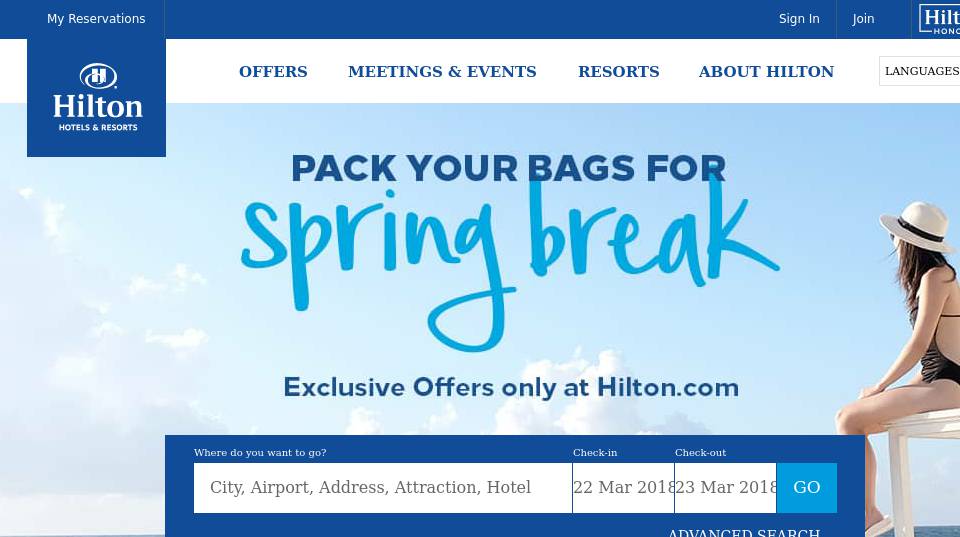 My Reservations
Sign In
Join
Hilt
HONO
Hilton
HOTELS & RESORTS
OFFERS
MEETINGS & EVENTS
RESORTS
ABOUT HILTON
LANGUAGES
PACK YOUR BAGS FOR
spring break
Exclusive Offers only at Hilton.com
Where do you want to go?
Check-in
Check-out
City, Airport, Address, Attraction, Hotel
22 Mar 2018
23 Mar 2018
GO
ADVANCED SEARCH